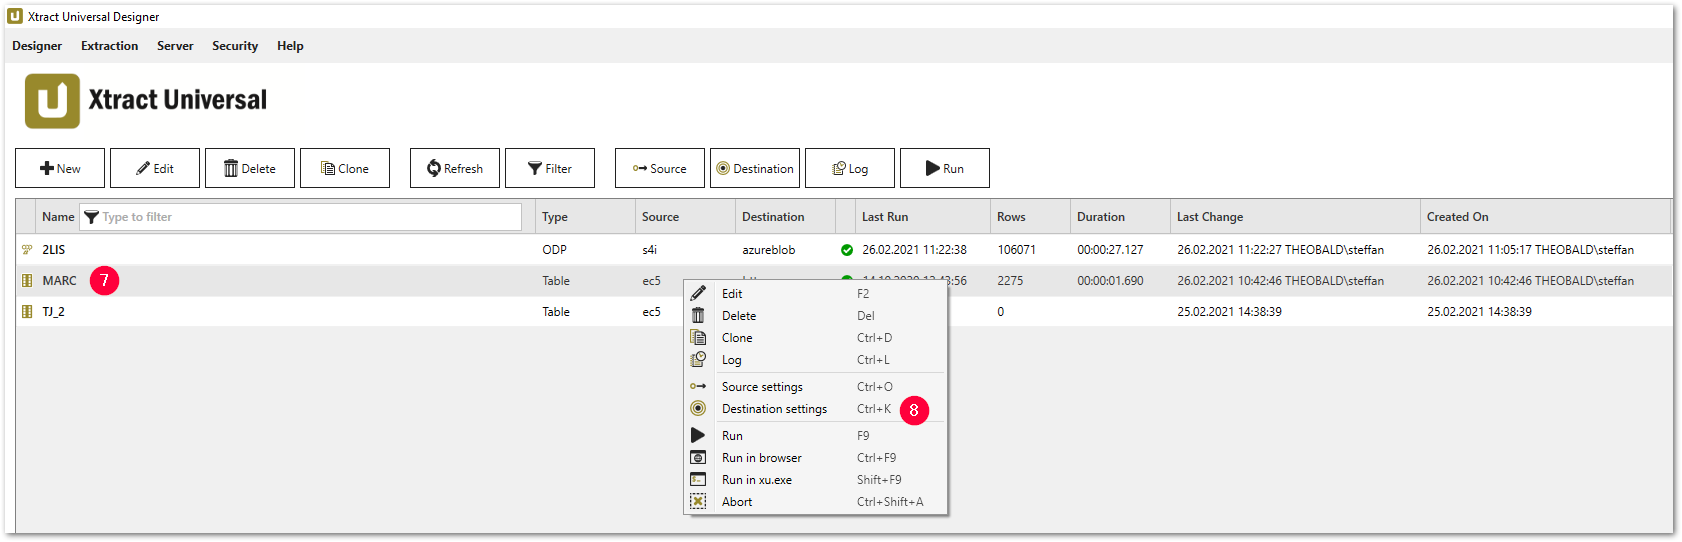 Xtract Universal Designer
Designer Extraction Server Security Help
Xtract Universal
New Edit Delete Clone Refresh Filter Source Destination Log Run
Name Type to filter Type Source Destination Last Run Rows Duration Last Change Created On
2LIS ODP s4i azureblob 26.02.2021 11:22:38 106071 00:00:27.127 26.02.2021 11:22:27 THEOBALD\steffan 26.02.2021 11:05:17 THEOBALD\steffan
MARC 7 Table ec5 2275 00:00:01.690 26.02.2021 10:42:46 THEOBALD\steffan 26.02.2021 10:42:46 THEOBALD\steffan
TJ_2 Table ec5 0 25.02.2021 14:38:39 25.02.2021 14:38:39
Edit F2
Delete Del
Clone Ctrl+D
Log Ctrl+L
Source settings Ctrl+O
Destination settings Ctrl+K 8
Run F9
Run in browser Ctrl+F9
Run in xu.exe Shift+F9
Abort Ctrl+Shift+A